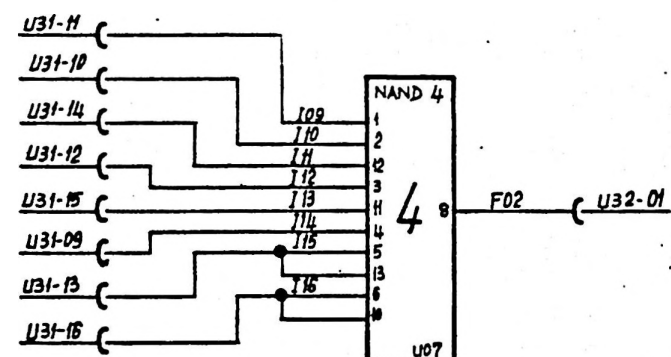 U31-11
U31-10
U31-14
U31-12
U31-15
U31-09
U31-13
U31-16
I09
I10
I11
I12
I13
I14
I15
I16
NAND 4
1
2
12
3
11
4
5
13
6
10
4
8
U07
F02
U32-01